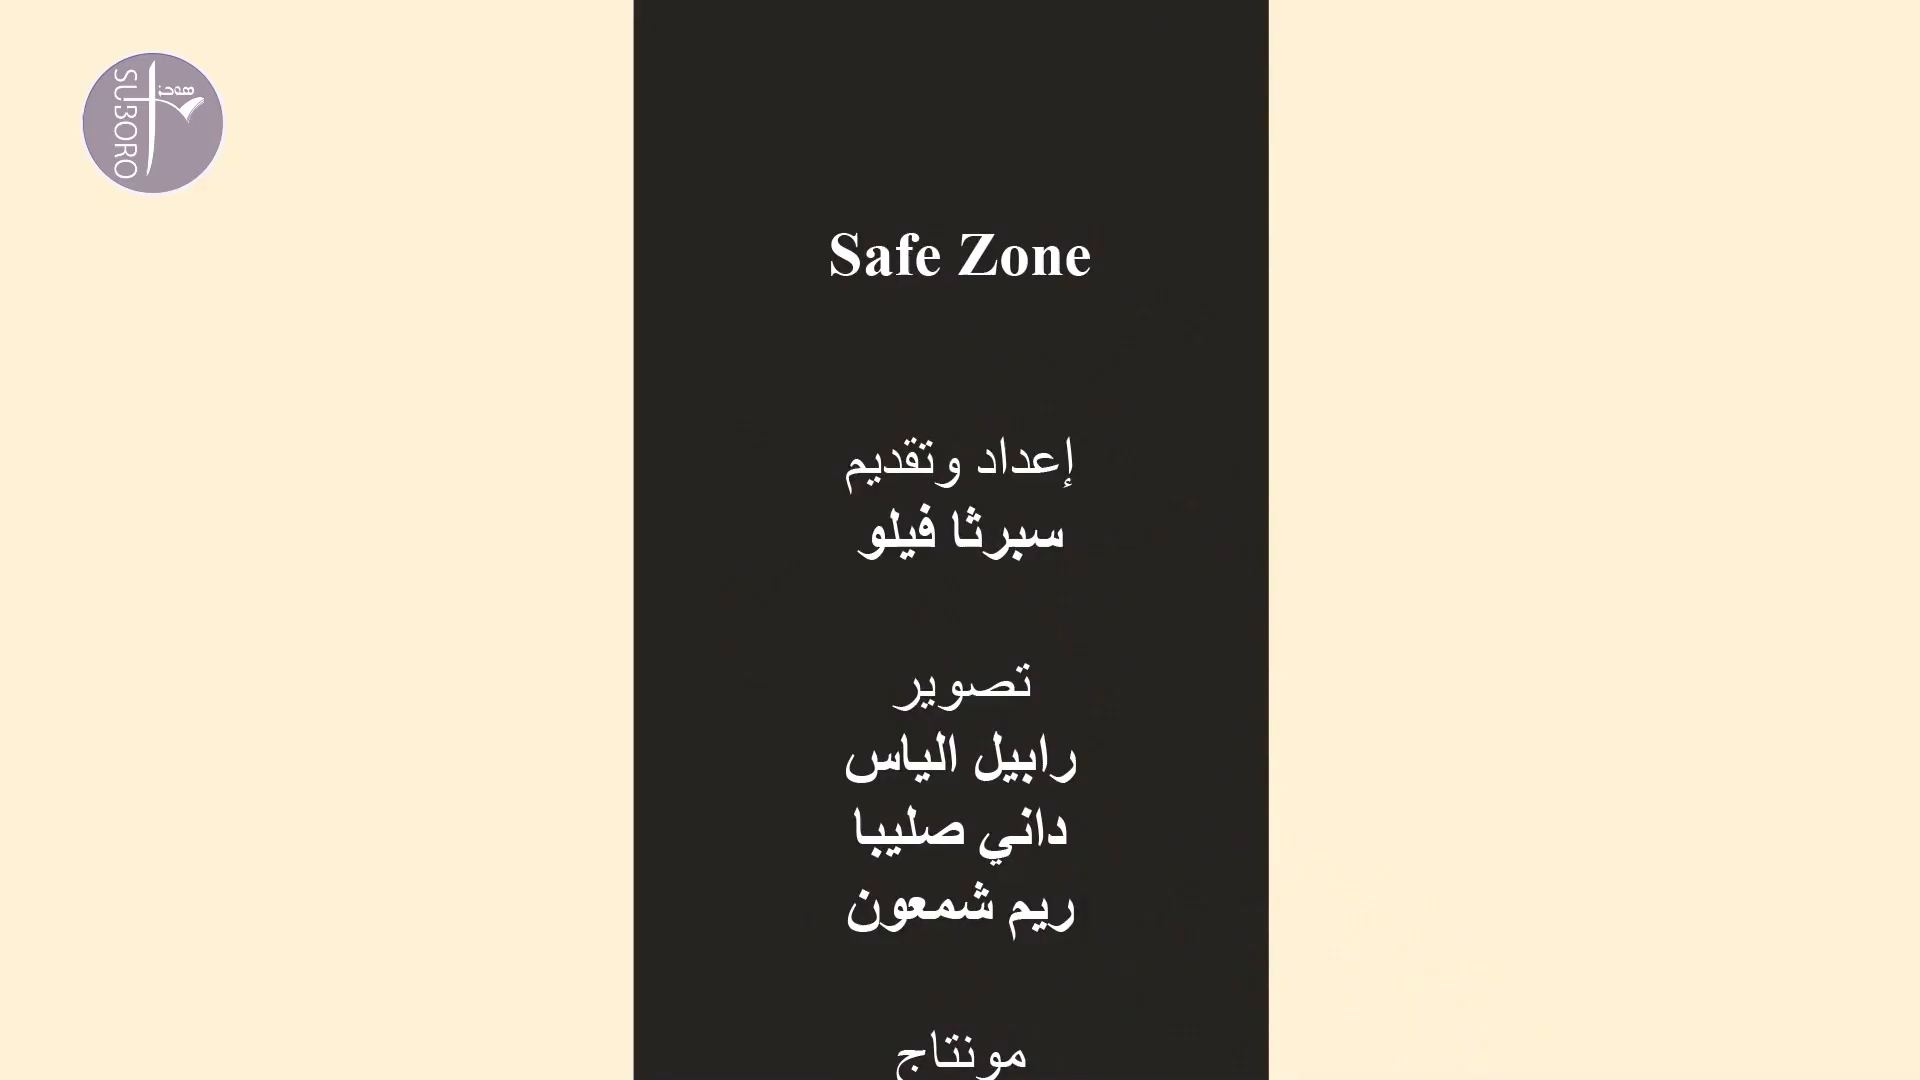 SUBORO
Safe Zone
إعداد وتقديم
سبرثا فيلو
تصوير
رابيل الياس
داني صليبا
ريم شمعون
مونتاج